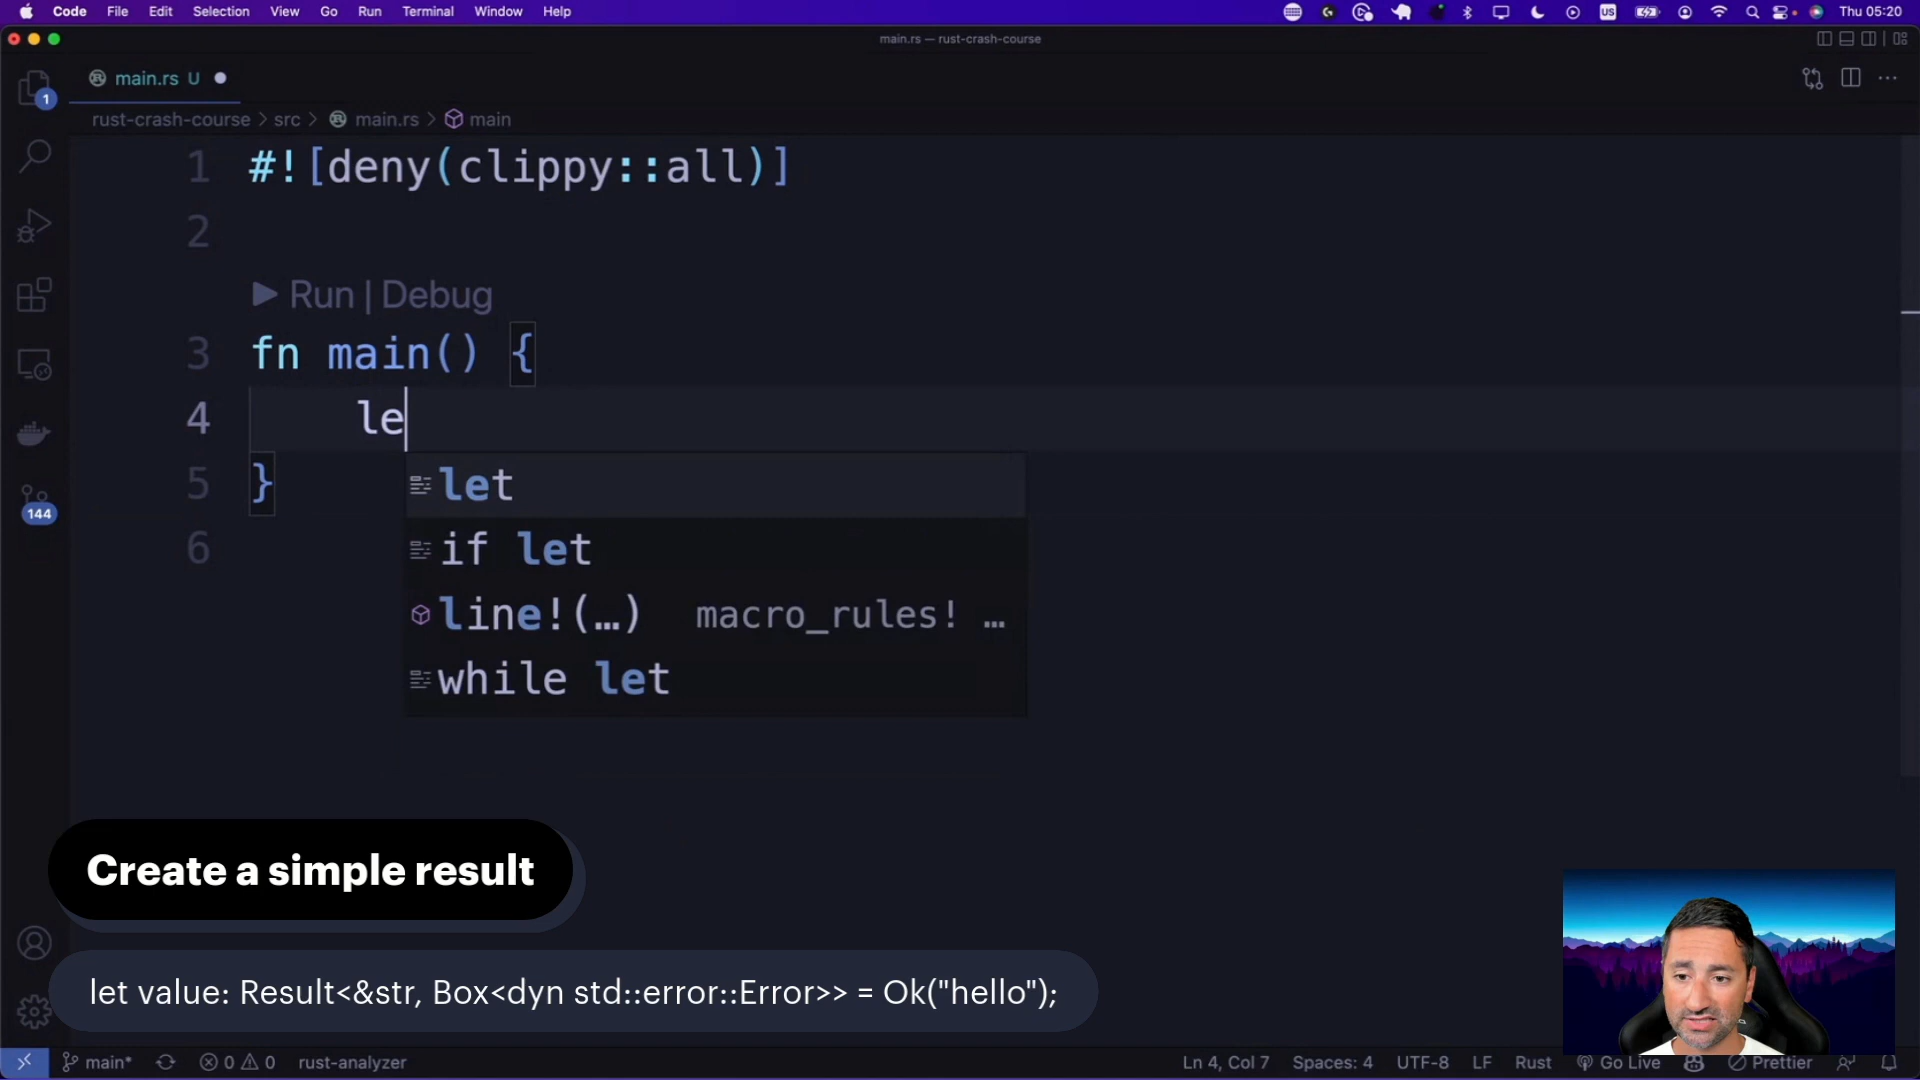 Code File Edit Selection View Go Run Terminal Window Help US Thu 05:20
main.rs — rust-crash-course
main.rs U
1
rust-crash-course > src > main.rs > main
1 #![deny(clippy::all)]
2
Run | Debug
3 fn main() {
4 le
5 }
6
let
if let
line!(…) macro_rules! …
while let
144
Create a simple result
let value: Result<&str, Box<dyn std::error::Error>> = Ok("hello");
main* 0 0 rust-analyzer Ln 4, Col 7 Spaces: 4 UTF-8 LF Rust Go Live Prettier